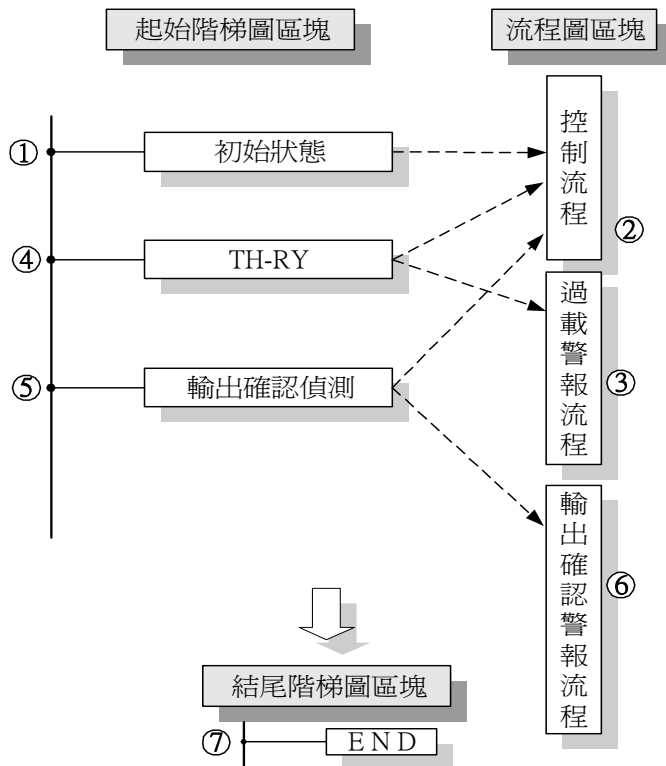 起始階梯圖區塊
流程圖區塊
① 初始狀態
控制流程
②
④ TH-RY
過載警報流程
③
⑤ 輸出確認偵測
輸出確認警報流程
⑥
結尾階梯圖區塊
⑦ END